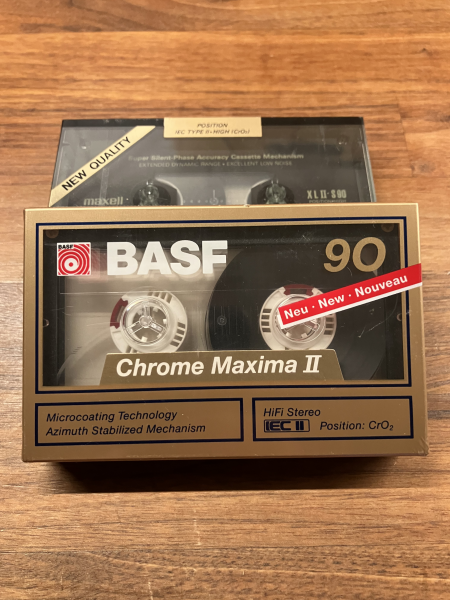 POSITION
IEC TYPE II • HIGH (CrO₂)
NEW QUALITY
Super Silent-Phase Accuracy Cassette Mechanism
EXTENDED DYNAMIC RANGE • EXCELLENT LOW NOISE
maxell
XLII-S 90
BASF
BASF
90
Neu · New · Nouveau
Chrome Maxima II
Microcoating Technology
Azimuth Stabilized Mechanism
HiFi Stereo
IEC II Position: CrO₂